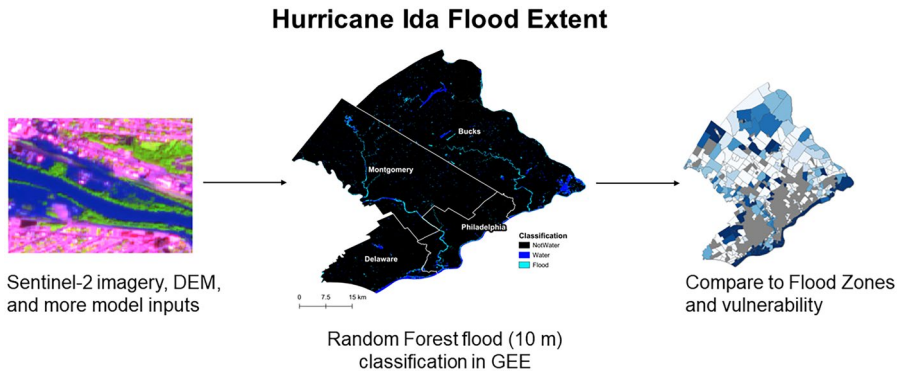 Hurricane Ida Flood Extent
Bucks
Montgomery
Philadelphia
Delaware
Classification
NotWater
Water
Flood
0 7.5 15 km
Sentinel-2 imagery, DEM,
and more model inputs
Random Forest flood (10 m)
classification in GEE
Compare to Flood Zones
and vulnerability